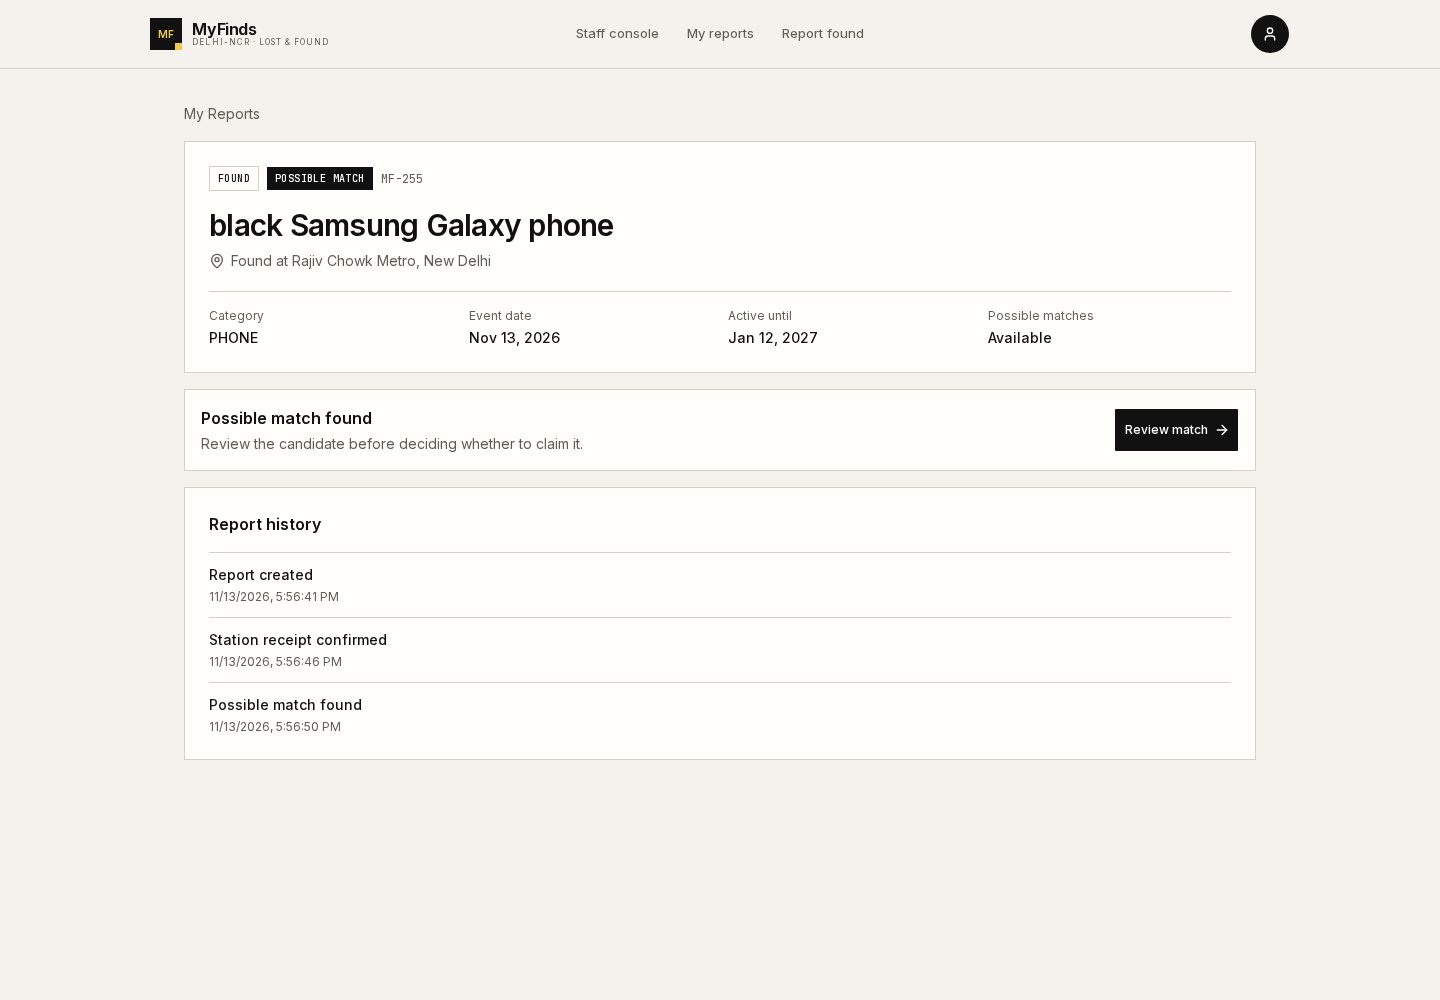 MF
MyFinds
DELHI-NCR · LOST & FOUND
Staff console
My reports
Report found
My Reports
FOUND
POSSIBLE MATCH
MF-255
black Samsung Galaxy phone
Found at Rajiv Chowk Metro, New Delhi
Category
PHONE
Event date
Nov 13, 2026
Active until
Jan 12, 2027
Possible matches
Available
Possible match found
Review the candidate before deciding whether to claim it.
Review match
Report history
Report created
11/13/2026, 5:56:41 PM
Station receipt confirmed
11/13/2026, 5:56:46 PM
Possible match found
11/13/2026, 5:56:50 PM